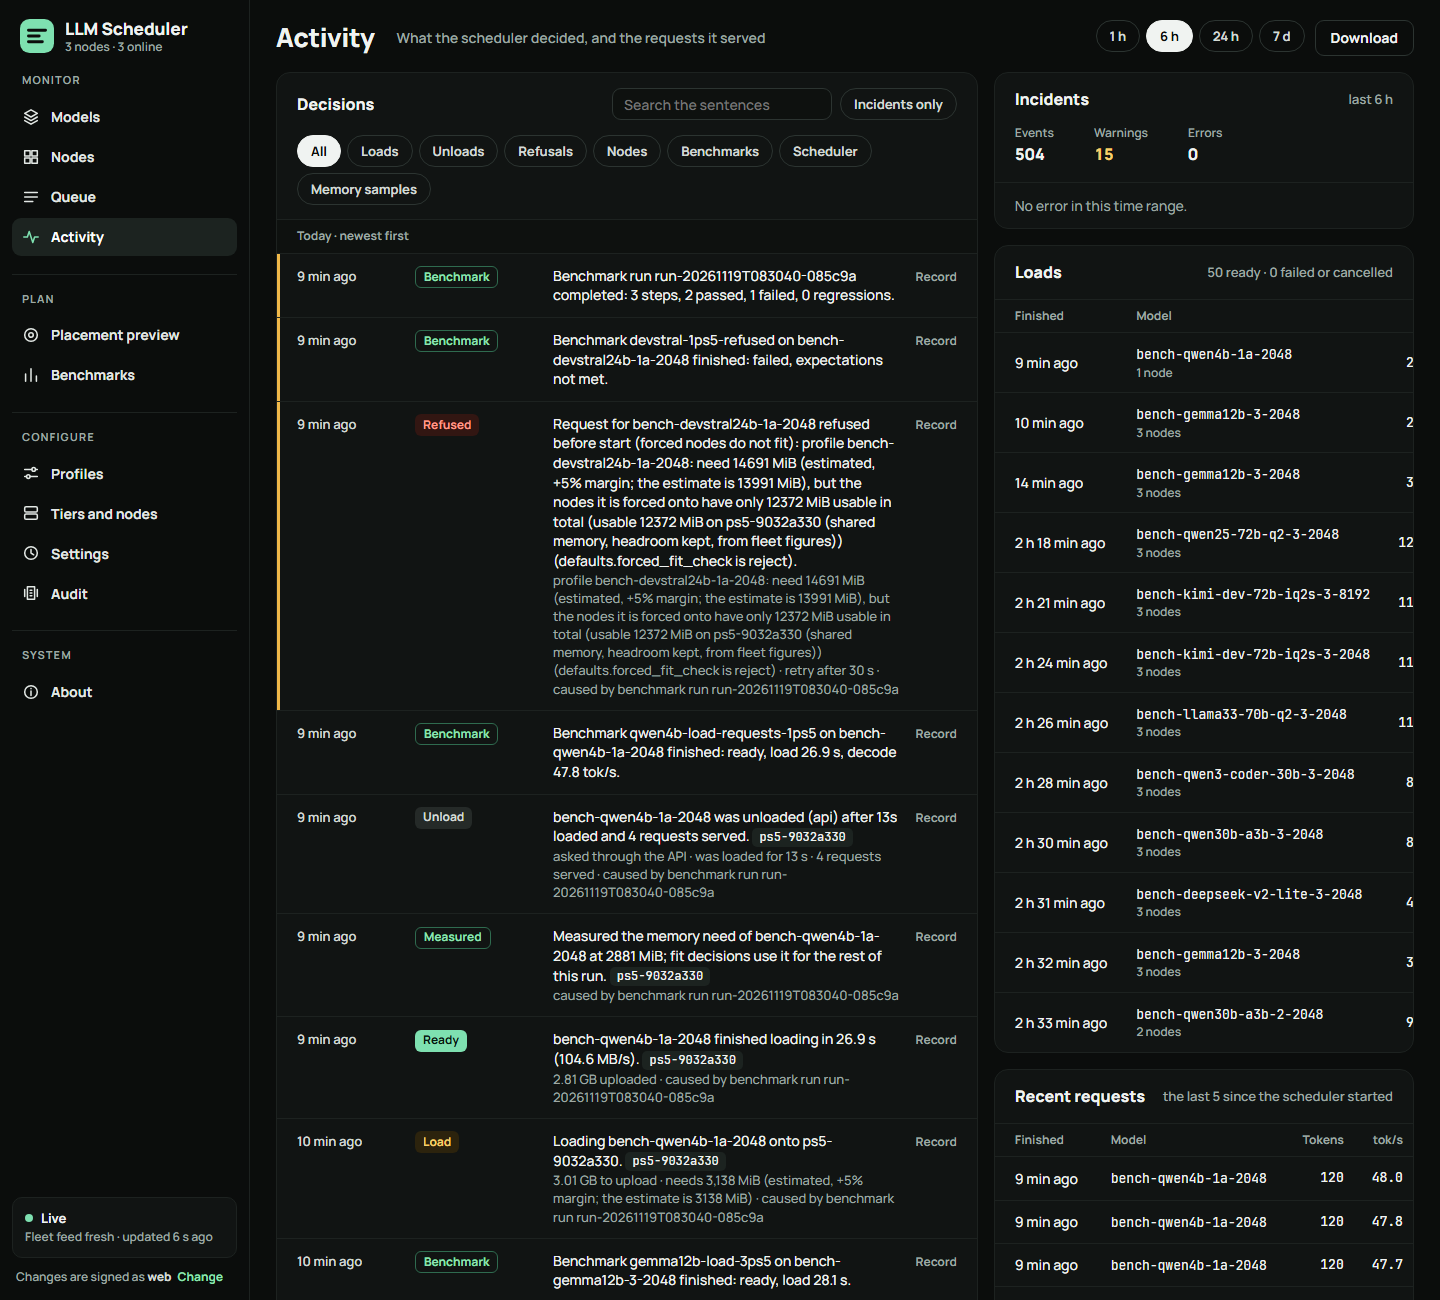 LLM Scheduler
3 nodes · 3 online
MONITOR
Models
Nodes
Queue
Activity
PLAN
Placement preview
Benchmarks
CONFIGURE
Profiles
Tiers and nodes
Settings
Audit
SYSTEM
About
Live
Fleet feed fresh · updated 6 s ago
Changes are signed as web Change
Activity
What the scheduler decided, and the requests it served
1 h
6 h
24 h
7 d
Download
Decisions
Search the sentences
Incidents only
All
Loads
Unloads
Refusals
Nodes
Benchmarks
Scheduler
Memory samples
Today · newest first
9 min ago
Benchmark
Benchmark run run-20261119T083040-085c9a
completed: 3 steps, 2 passed, 1 failed, 0 regressions.
Record
9 min ago
Benchmark
Benchmark devstral-1ps5-refused on bench-
devstral24b-1a-2048 finished: failed, expectations
not met.
Record
9 min ago
Refused
Request for bench-devstral24b-1a-2048 refused
before start (forced nodes do not fit): profile bench-
devstral24b-1a-2048: need 14691 MiB (estimated,
+5% margin; the estimate is 13991 MiB), but the
nodes it is forced onto have only 12372 MiB usable in
total (usable 12372 MiB on ps5-9032a330 (shared
memory, headroom kept, from fleet figures))
(defaults.forced_fit_check is reject).
profile bench-devstral24b-1a-2048: need 14691 MiB
(estimated, +5% margin; the estimate is 13991 MiB), but
the nodes it is forced onto have only 12372 MiB usable in
total (usable 12372 MiB on ps5-9032a330 (shared
memory, headroom kept, from fleet figures))
(defaults.forced_fit_check is reject) · retry after 30 s ·
caused by benchmark run run-20261119T083040-085c9a
Record
9 min ago
Benchmark
Benchmark qwen4b-load-requests-1ps5 on bench-
qwen4b-1a-2048 finished: ready, load 26.9 s, decode
47.8 tok/s.
Record
9 min ago
Unload
bench-qwen4b-1a-2048 was unloaded (api) after 13s
loaded and 4 requests served. ps5-9032a330
asked through the API · was loaded for 13 s · 4 requests
served · caused by benchmark run run-
20261119T083040-085c9a
Record
9 min ago
Measured
Measured the memory need of bench-qwen4b-1a-
2048 at 2881 MiB; fit decisions use it for the rest of
this run. ps5-9032a330
caused by benchmark run run-20261119T083040-085c9a
Record
9 min ago
Ready
bench-qwen4b-1a-2048 finished loading in 26.9 s
(104.6 MB/s). ps5-9032a330
2.81 GB uploaded · caused by benchmark run run-
20261119T083040-085c9a
Record
10 min ago
Load
Loading bench-qwen4b-1a-2048 onto ps5-
9032a330. ps5-9032a330
3.01 GB to upload · needs 3,138 MiB (estimated, +5%
margin; the estimate is 3138 MiB) · caused by benchmark
run run-20261119T083040-085c9a
Record
10 min ago
Benchmark
Benchmark gemma12b-load-3ps5 on bench-
gemma12b-3-2048 finished: ready, load 28.1 s.
Record
Incidents
last 6 h
Events
Warnings
Errors
504
15
0
No error in this time range.
Loads
50 ready · 0 failed or cancelled
Finished
Model
9 min ago
bench-qwen4b-1a-2048
1 node
2
10 min ago
bench-gemma12b-3-2048
3 nodes
2
14 min ago
bench-gemma12b-3-2048
3 nodes
3
2 h 18 min ago
bench-qwen25-72b-q2-3-2048
3 nodes
12
2 h 21 min ago
bench-kimi-dev-72b-iq2s-3-8192
3 nodes
11
2 h 24 min ago
bench-kimi-dev-72b-iq2s-3-2048
3 nodes
11
2 h 26 min ago
bench-llama33-70b-q2-3-2048
3 nodes
11
2 h 28 min ago
bench-qwen3-coder-30b-3-2048
3 nodes
8
2 h 30 min ago
bench-qwen30b-a3b-3-2048
3 nodes
8
2 h 31 min ago
bench-deepseek-v2-lite-3-2048
3 nodes
4
2 h 32 min ago
bench-gemma12b-3-2048
3 nodes
3
2 h 33 min ago
bench-qwen30b-a3b-2-2048
2 nodes
9
Recent requests
the last 5 since the scheduler started
Finished
Model
Tokens
tok/s
9 min ago
bench-qwen4b-1a-2048
120
48.0
9 min ago
bench-qwen4b-1a-2048
120
47.8
9 min ago
bench-qwen4b-1a-2048
120
47.7